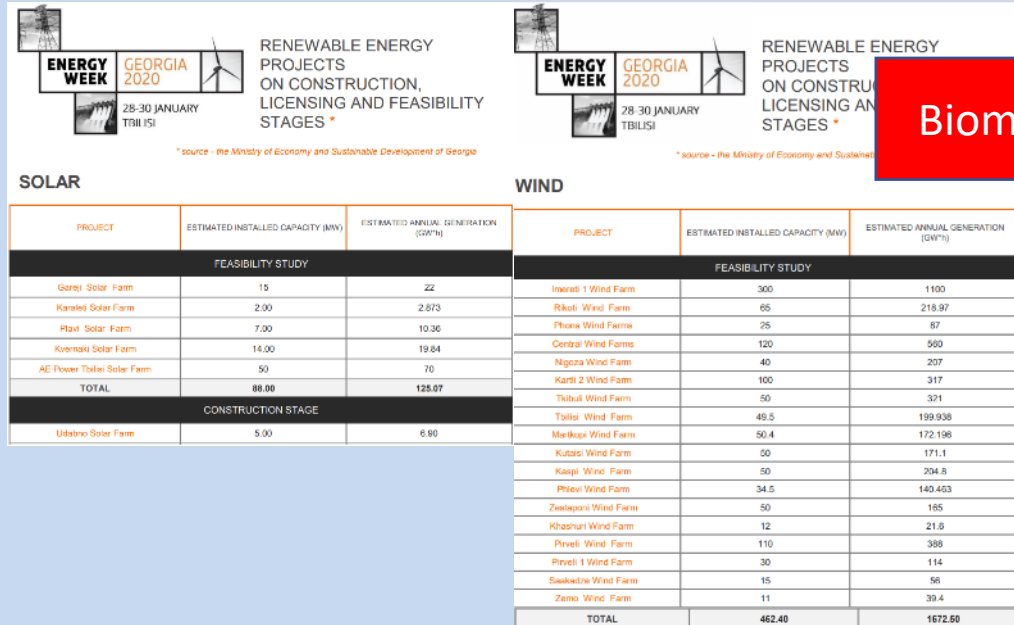 ENERGY WEEK GEORGIA 2020
28-30 JANUARY
TBILISI
RENEWABLE ENERGY
PROJECTS
ON CONSTRUCTION,
LICENSING AND FEASIBILITY
STAGES *
* source - the Ministry of Economy and Sustainable Development of Georgia
SOLAR
PROJECT ESTIMATED INSTALLED CAPACITY (MW) ESTIMATED ANNUAL GENERATION (GW*h)
FEASIBILITY STUDY
Gareji Solar Farm 15 22
Karaleti Solar Farm 2.00 2.873
Plavi Solar Farm 7.00 10.36
Kvernaki Solar Farm 14.00 19.84
AE Power Tbilisi Solar Farm 50 70
TOTAL 88.00 125.07
CONSTRUCTION STAGE
Udabno Solar Farm 5.00 6.90
ENERGY WEEK GEORGIA 2020
28-30 JANUARY
TBILISI
RENEWABLE ENERGY
PROJECTS
ON CONSTRU
LICENSING AN
STAGES *
Biom
* source - the Ministry of Economy and Sustainab
WIND
PROJECT ESTIMATED INSTALLED CAPACITY (MW) ESTIMATED ANNUAL GENERATION (GW*h)
FEASIBILITY STUDY
Imereti 1 Wind Farm 300 1100
Rikoti Wind Farm 65 218.97
Phona Wind Farms 25 87
Central Wind Farms 120 560
Nigoza Wind Farm 40 207
Kartli 2 Wind Farm 100 317
Tkibuli Wind Farm 50 321
Tbilisi Wind Farm 49.5 199.938
Martkopi Wind Farm 50.4 172.196
Kutaisi Wind Farm 50 171.1
Kaspi Wind Farm 50 204.8
Phlevi Wind Farm 34.5 140.463
Zestaponi Wind Farm 50 165
Khashuri Wind Farm 12 21.6
Pirveli Wind Farm 110 388
Pirveli 1 Wind Farm 30 114
Saakadze Wind Farm 15 56
Zemo Wind Farm 11 39.4
TOTAL 462.40 1672.50